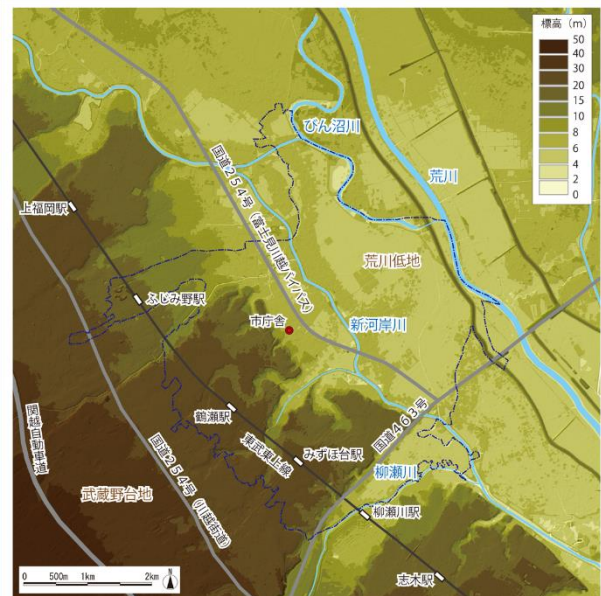 標高（m）
50
40
30
20
15
10
8
6
4
2
0
びん沼川
荒川
国道２５４号（富士見川越バイパス）
上福岡駅
荒川低地
ふじみ野駅
市庁舎
新河岸川
鶴瀬駅
関越自動車道
国道２５４号（川越街道）
東武東上線
みずほ台駅
国道４６３号
柳瀬川
武蔵野台地
柳瀬川駅
志木駅
0 500m 1km 2km
N